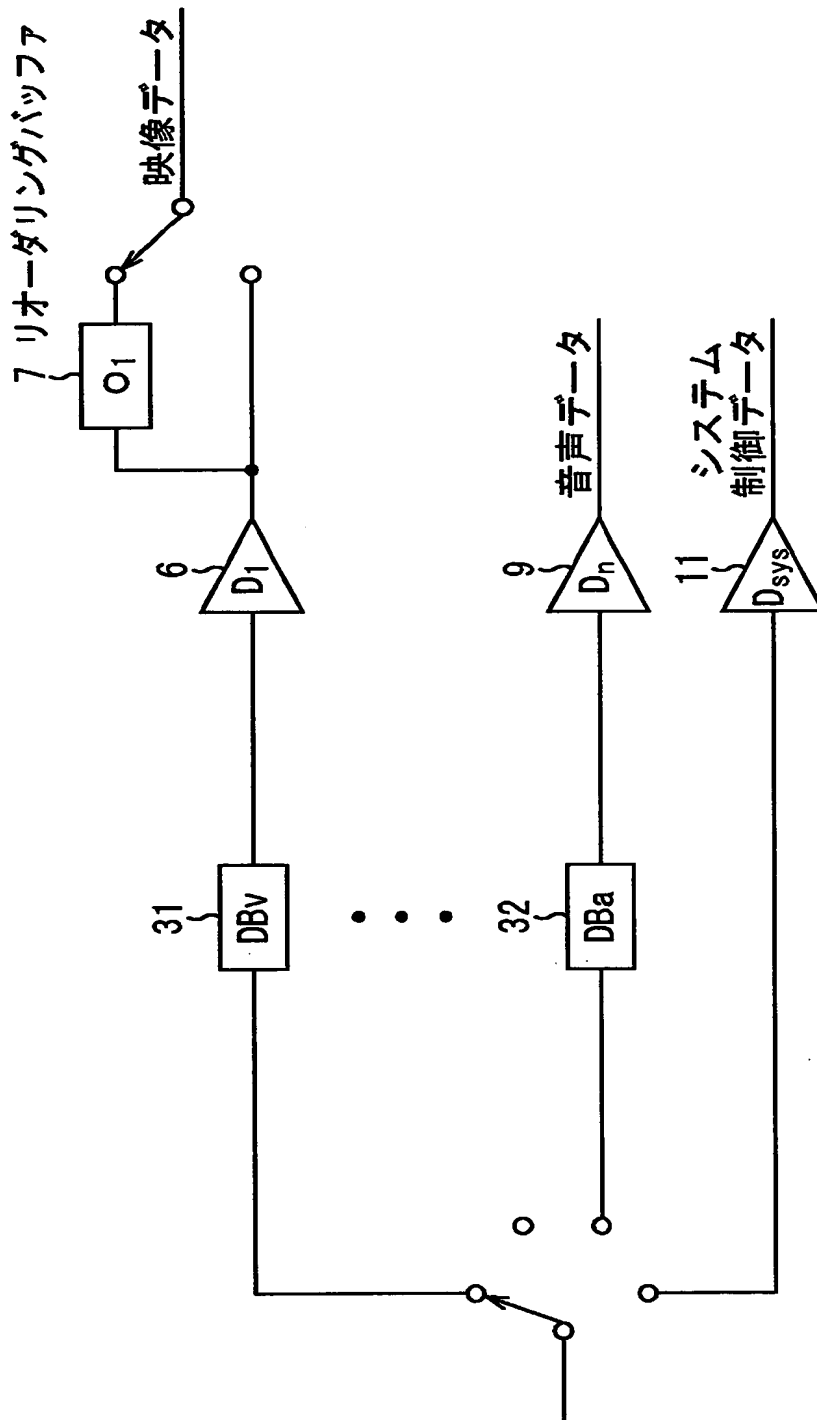 7 リオーダリングバッファ
O1
映像データ
6
D1
31
DBv
32
DBa
9
Dn
音声データ
11
Dsys
システム
制御データ